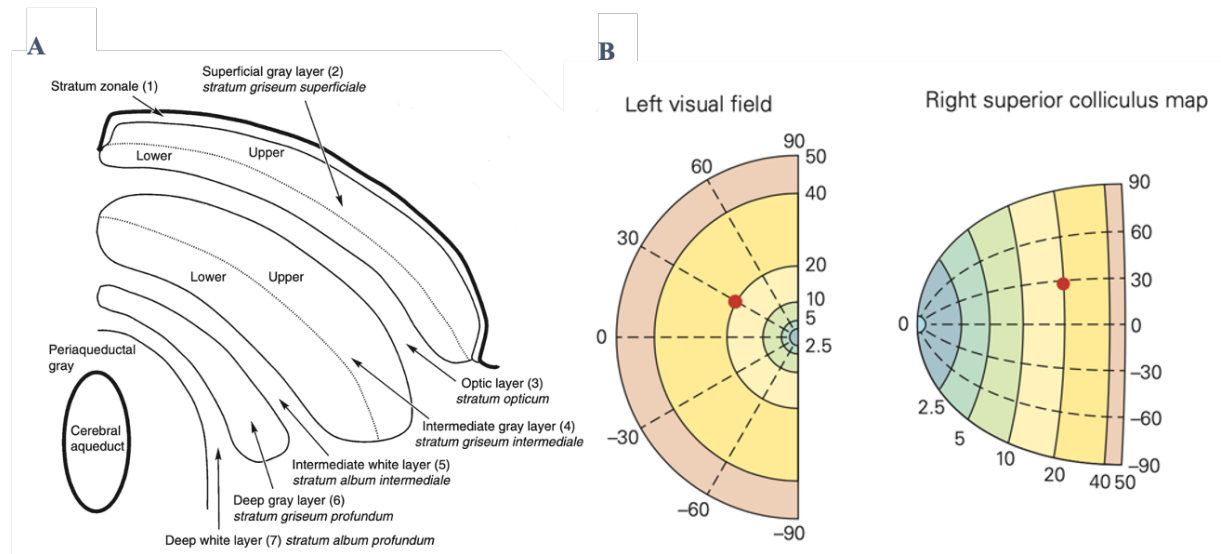 A
Stratum zonale (1)
Superficial gray layer (2)
stratum griseum superficiale
Lower
Upper
Lower
Upper
Periaqueductal
gray
Cerebral
aqueduct
Optic layer (3)
stratum opticum
Intermediate gray layer (4)
stratum griseum intermediale
Intermediate white layer (5)
stratum album intermediale
Deep gray layer (6)
stratum griseum profundum
Deep white layer (7) stratum album profundum
B
Left visual field
90
50
60
40
30
20
10
5
0
2.5
-30
-60
-90
Right superior colliculus map
90
60
30
0
0
-30
2.5
-60
5
10
20
40
50
-90